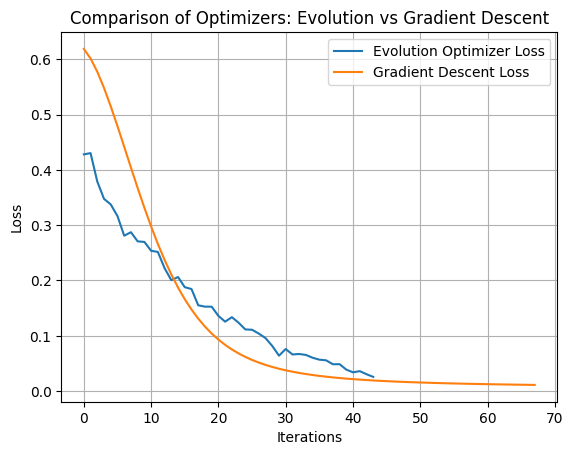 Comparison of Optimizers: Evolution vs Gradient Descent
Evolution Optimizer Loss
Gradient Descent Loss
Loss
0.6
0.5
0.4
0.3
0.2
0.1
0.0
0 10 20 30 40 50 60 70
Iterations